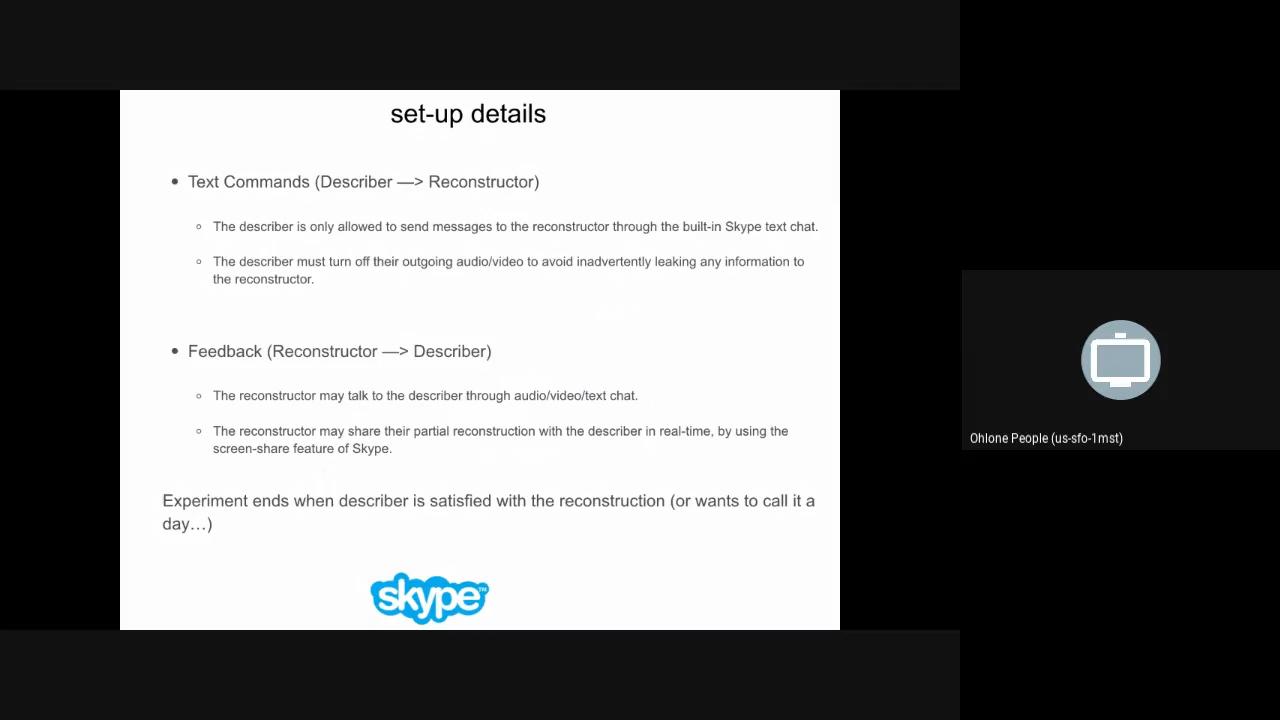 set-up details
• Text Commands (Describer —> Reconstructor)
◦ The describer is only allowed to send messages to the reconstructor through the built-in Skype text chat.
◦ The describer must turn off their outgoing audio/video to avoid inadvertently leaking any information to
the reconstructor.
• Feedback (Reconstructor —> Describer)
◦ The reconstructor may talk to the describer through audio/video/text chat.
◦ The reconstructor may share their partial reconstruction with the describer in real-time, by using the
screen-share feature of Skype.
Experiment ends when describer is satisfied with the reconstruction (or wants to call it a
day…)
skype™
Ohlone People (us-sfo-1mst)